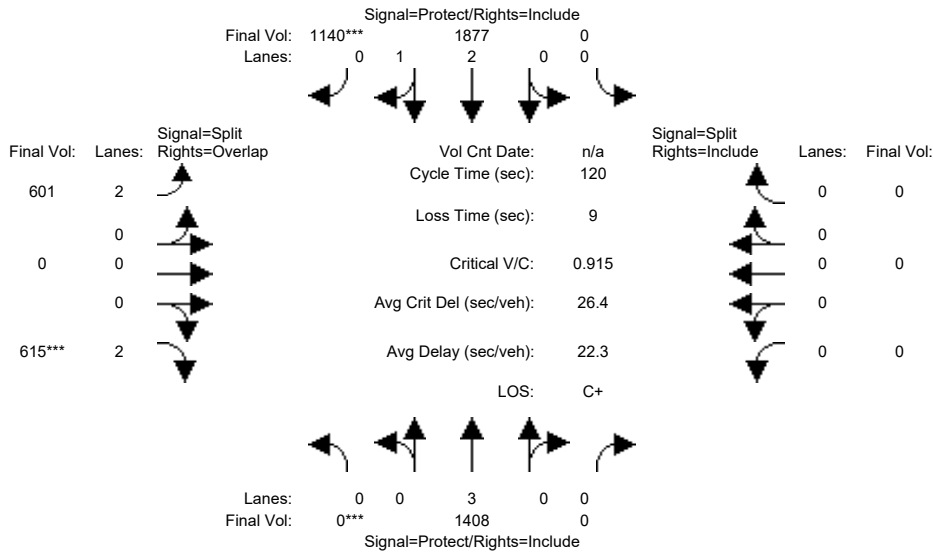 Signal=Protect/Rights=Include
Final Vol: 1140*** 1877 0
Lanes: 0 1 2 0 0
Signal=Split Signal=Split
Final Vol: Lanes: Rights=Overlap Vol Cnt Date: n/a Rights=Include Lanes: Final Vol:
Cycle Time (sec): 120
601 2 0 0
Loss Time (sec): 9
0 0
0 0 Critical V/C: 0.915 0 0
0 Avg Crit Del (sec/veh): 26.4 0
615*** 2 Avg Delay (sec/veh): 22.3 0 0
LOS: C+
Lanes: 0 0 3 0 0
Final Vol: 0*** 1408 0
Signal=Protect/Rights=Include